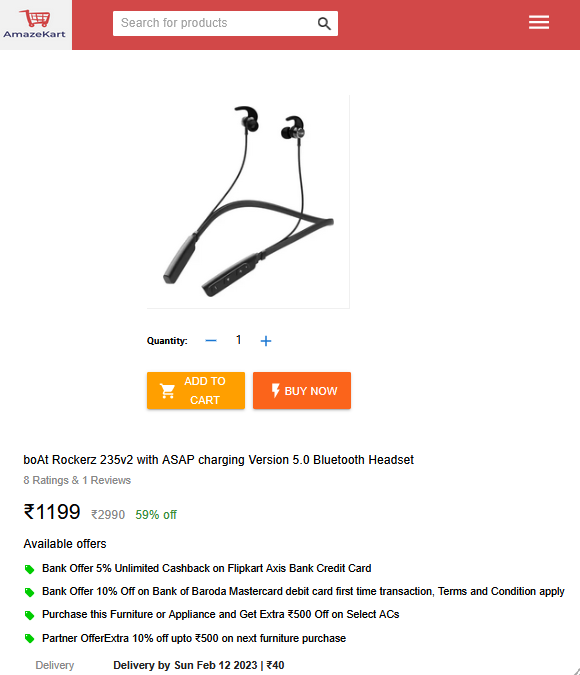 AmazeKart
Search for products
Quantity: 1
ADD TO
CART
BUY NOW
boAt Rockerz 235v2 with ASAP charging Version 5.0 Bluetooth Headset
8 Ratings & 1 Reviews
₹1199 ₹2990 59% off
Available offers
Bank Offer 5% Unlimited Cashback on Flipkart Axis Bank Credit Card
Bank Offer 10% Off on Bank of Baroda Mastercard debit card first time transaction, Terms and Condition apply
Purchase this Furniture or Appliance and Get Extra ₹500 Off on Select ACs
Partner OfferExtra 10% off upto ₹500 on next furniture purchase
Delivery Delivery by Sun Feb 12 2023 | ₹40